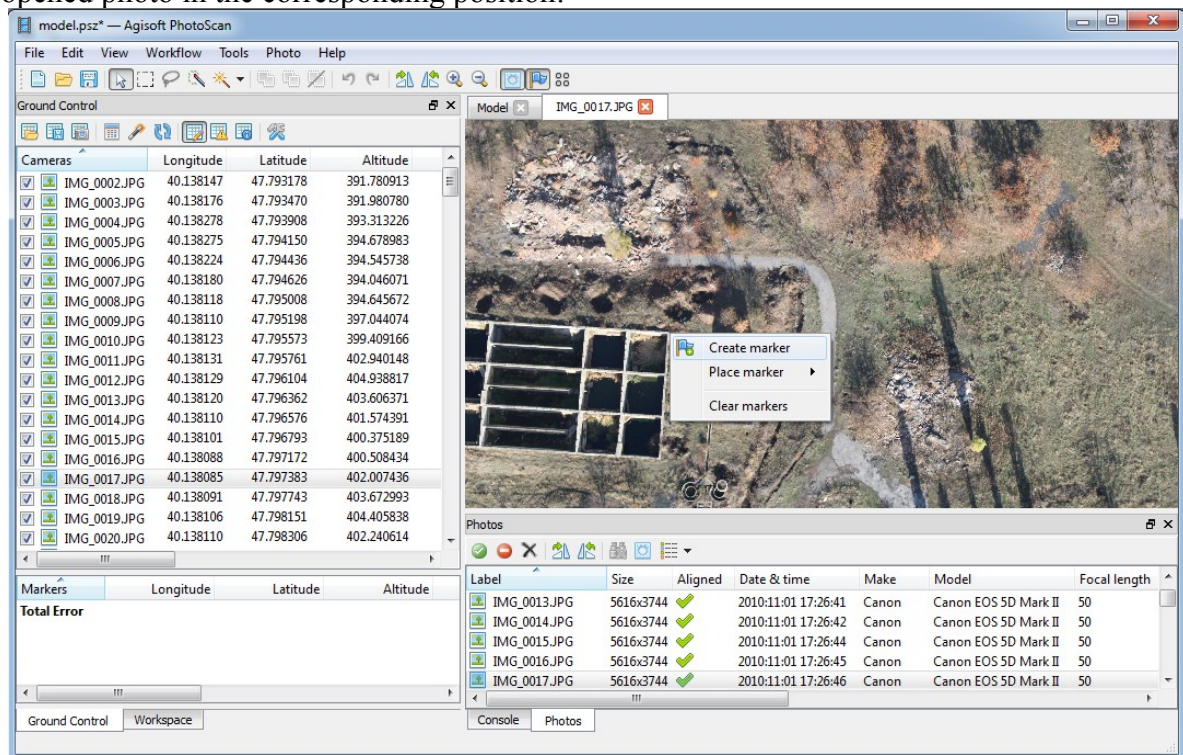 opened photo in the corresponding position.
model.psz* — Agisoft PhotoScan
File Edit View Workflow Tools Photo Help
Ground Control
Model IMG_0017.JPG
Cameras Longitude Latitude Altitude
IMG_0002.JPG 40.138147 47.793178 391.780913
IMG_0003.JPG 40.138176 47.793470 391.980780
IMG_0004.JPG 40.138278 47.793908 393.313226
IMG_0005.JPG 40.138275 47.794150 394.678983
IMG_0006.JPG 40.138224 47.794436 394.545738
IMG_0007.JPG 40.138180 47.794626 394.046071
IMG_0008.JPG 40.138118 47.795008 394.645672
IMG_0009.JPG 40.138110 47.795198 397.044074
IMG_0010.JPG 40.138123 47.795573 399.409166
IMG_0011.JPG 40.138131 47.795761 402.940148
IMG_0012.JPG 40.138129 47.796104 404.938817
IMG_0013.JPG 40.138120 47.796362 403.606371
IMG_0014.JPG 40.138110 47.796576 401.574391
IMG_0015.JPG 40.138101 47.796793 400.375189
IMG_0016.JPG 40.138088 47.797172 400.508434
IMG_0017.JPG 40.138085 47.797383 402.007436
IMG_0018.JPG 40.138091 47.797743 403.672993
IMG_0019.JPG 40.138106 47.798151 404.405838
IMG_0020.JPG 40.138110 47.798306 402.240614
Create marker
Place marker
Clear markers
Markers Longitude Latitude Altitude
Total Error
Ground Control Workspace
Photos
Label Size Aligned Date & time Make Model Focal length
IMG_0013.JPG 5616x3744 2010:11:01 17:26:41 Canon Canon EOS 5D Mark II 50
IMG_0014.JPG 5616x3744 2010:11:01 17:26:42 Canon Canon EOS 5D Mark II 50
IMG_0015.JPG 5616x3744 2010:11:01 17:26:44 Canon Canon EOS 5D Mark II 50
IMG_0016.JPG 5616x3744 2010:11:01 17:26:45 Canon Canon EOS 5D Mark II 50
IMG_0017.JPG 5616x3744 2010:11:01 17:26:46 Canon Canon EOS 5D Mark II 50
Console Photos